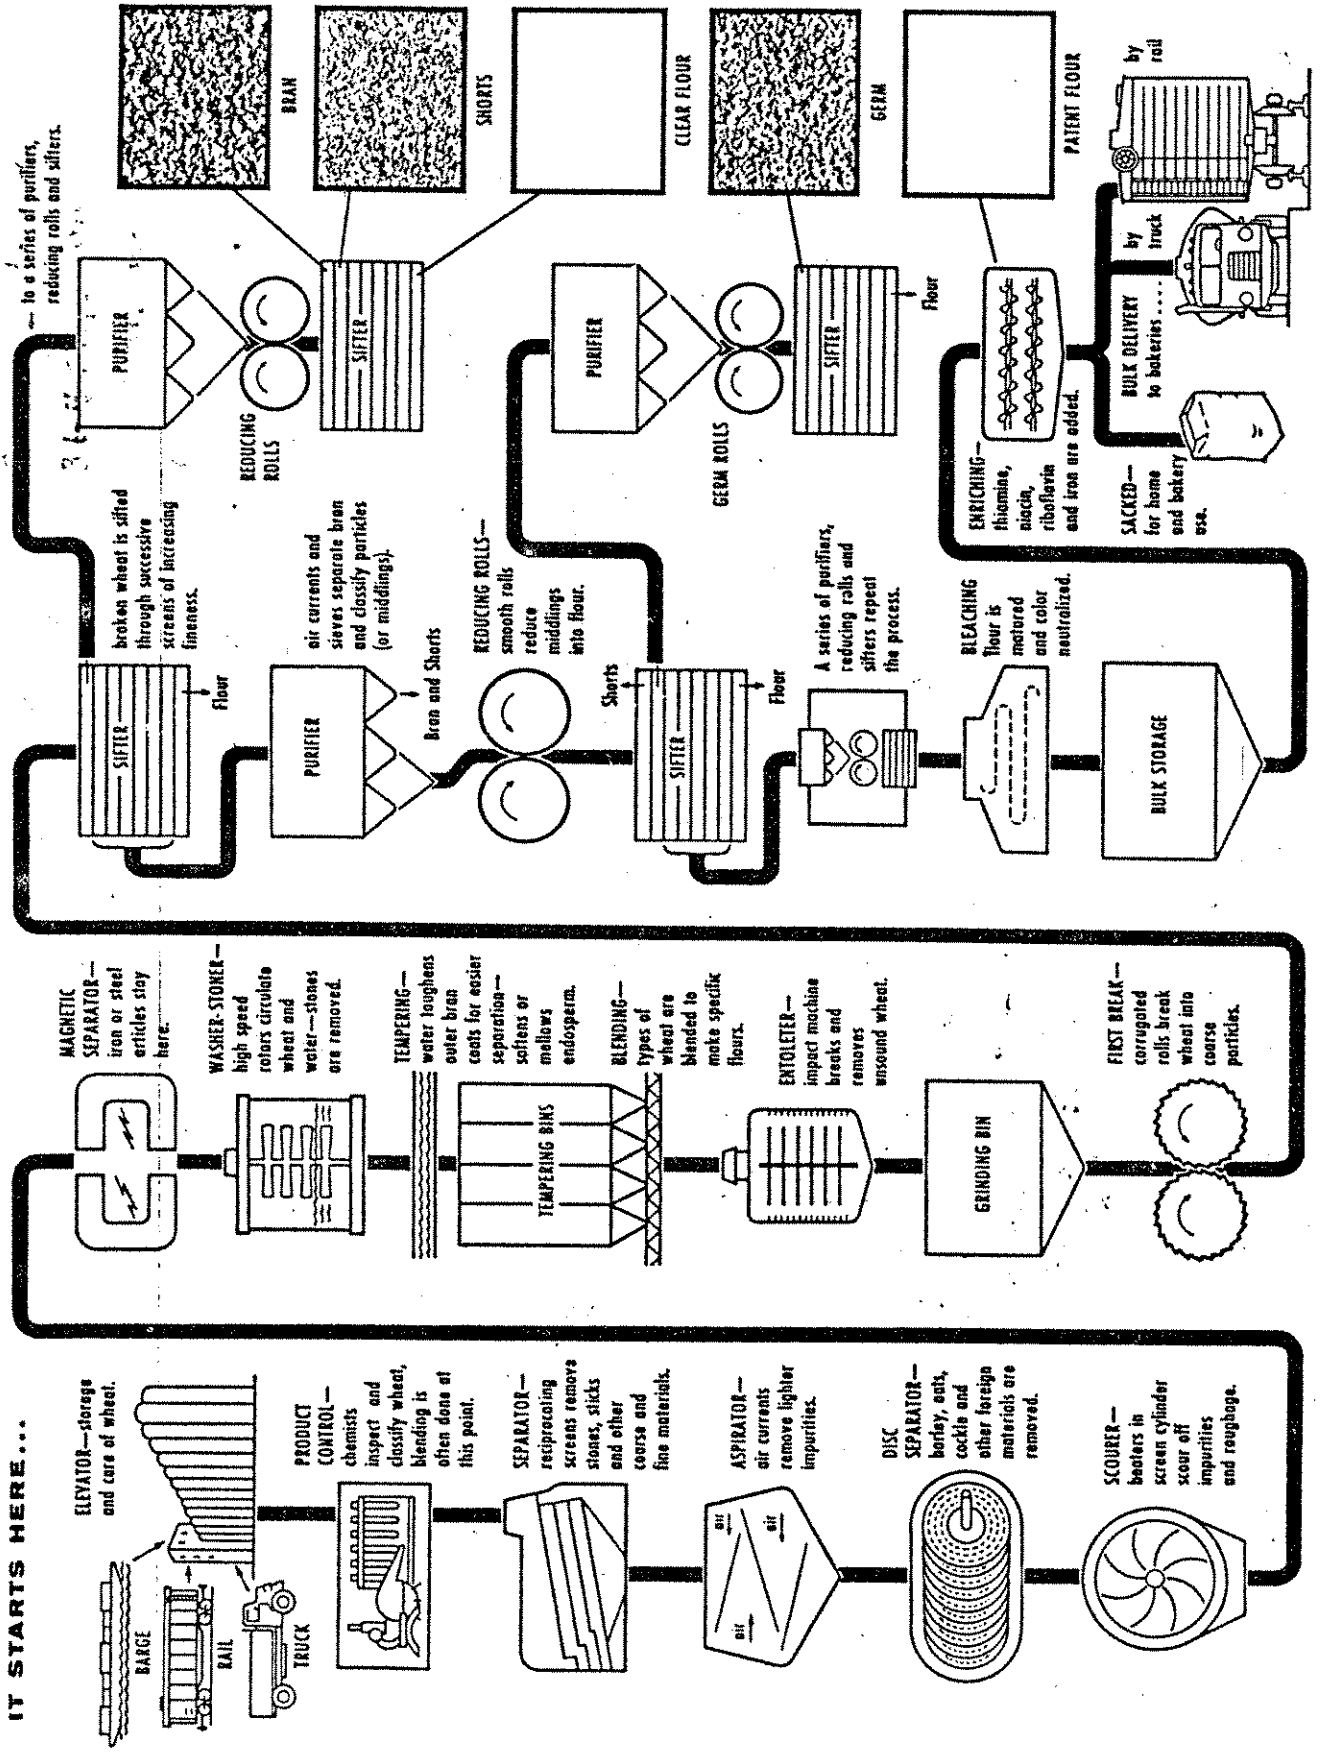 IT STARTS HERE...
ELEVATOR—storage
and care of wheat.
BARGE
RAIL
TRUCK
PRODUCT
CONTROL—
chemists
inspect and
classify wheat,
blending is
often done at
this point.
SEPARATOR—
reciprocating
screens remove
stones, sticks
and other
coarse and
fine materials.
ASPIRATOR—
air currents
remove lighter
impurities.
air
air
air
DISC
SEPARATOR—
barley, oats,
cockle and
other foreign
materials are
removed.
SCOURER—
beaters in
screen cylinder
scour off
impurities
and roughage.
MAGNETIC
SEPARATOR—
iron or steel
articles stay
here.
WASHER-STONER—
high speed
rotors circulate
wheat and
water—stones
are removed.
TEMPERING—
water toughens
outer bran
coats for easier
separation—
softens or
mellows
endosperm.
TEMPERING BINS
BLENDING—
types of
wheat are
blended to
make specific
flours.
ENTOLETER—
impact machine
breaks and
removes
unsound wheat.
GRINDING BIN
FIRST BREAK—
corrugated
rolls break
wheat into
coarse
particles.
SIFTER
broken wheat is sifted
through successive
screens of increasing
fineness.
Flour
PURIFIER
air currents and
sieves separate bran
and classify particles
(or middlings).
Bran and Shorts
REDUCING ROLLS—
smooth rolls
reduce
middlings
into flour.
Shorts
SIFTER
Flour
A series of purifiers,
reducing rolls and
sifters repeat
the process.
BLEACHING
flour is
matured
and color
neutralized.
BULK STORAGE
— to a series of purifiers,
reducing rolls and sifters.
PURIFIER
REDUCING
ROLLS
SIFTER
BRAN
SHORTS
CLEAR FLOUR
PURIFIER
GERM ROLLS
SIFTER
Flour
GERM
ENRICHING—
thiamine,
niacin,
riboflavin
and iron are added.
PATENT FLOUR
SACKED—
for home
and bakery
use.
BULK DELIVERY
to bakeries....
by
truck
by
rail